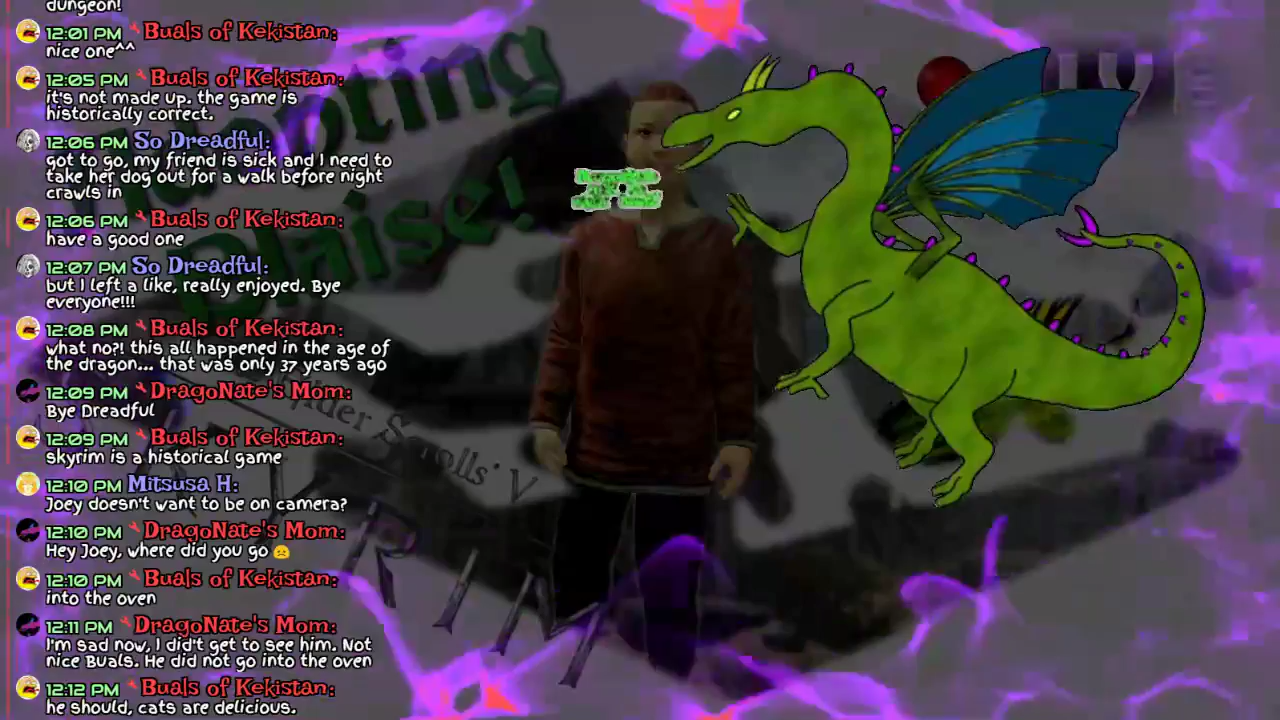 dungeon!
12:01 PM Buals of Kekistan:
nice one^^
12:05 PM Buals of Kekistan:
it's not made up. the game is
historically correct.
12:06 PM So Dreadful:
got to go, my friend is sick and I need to
take her dog out for a walk before night
crawls in
12:06 PM Buals of Kekistan:
have a good one
12:07 PM So Dreadful:
but I left a like, really enjoyed. Bye
everyone!!!
12:08 PM Buals of Kekistan:
what no?! this all happened in the age of
the dragon... that was only 37 years ago
12:09 PM DragoNate's Mom:
Bye Dreadful
12:09 PM Buals of Kekistan:
skyrim is a historical game
12:10 PM Mitsusa H:
Joey doesn't want to be on camera?
12:10 PM DragoNate's Mom:
Hey Joey, where did you go 🙁
12:10 PM Buals of Kekistan:
into the oven
12:11 PM DragoNate's Mom:
I'm sad now, I did't get to see him. Not
nice Buals. He did not go into the oven
12:12 PM Buals of Kekistan:
he should, cats are delicious.
Blaise!
Scrolls V